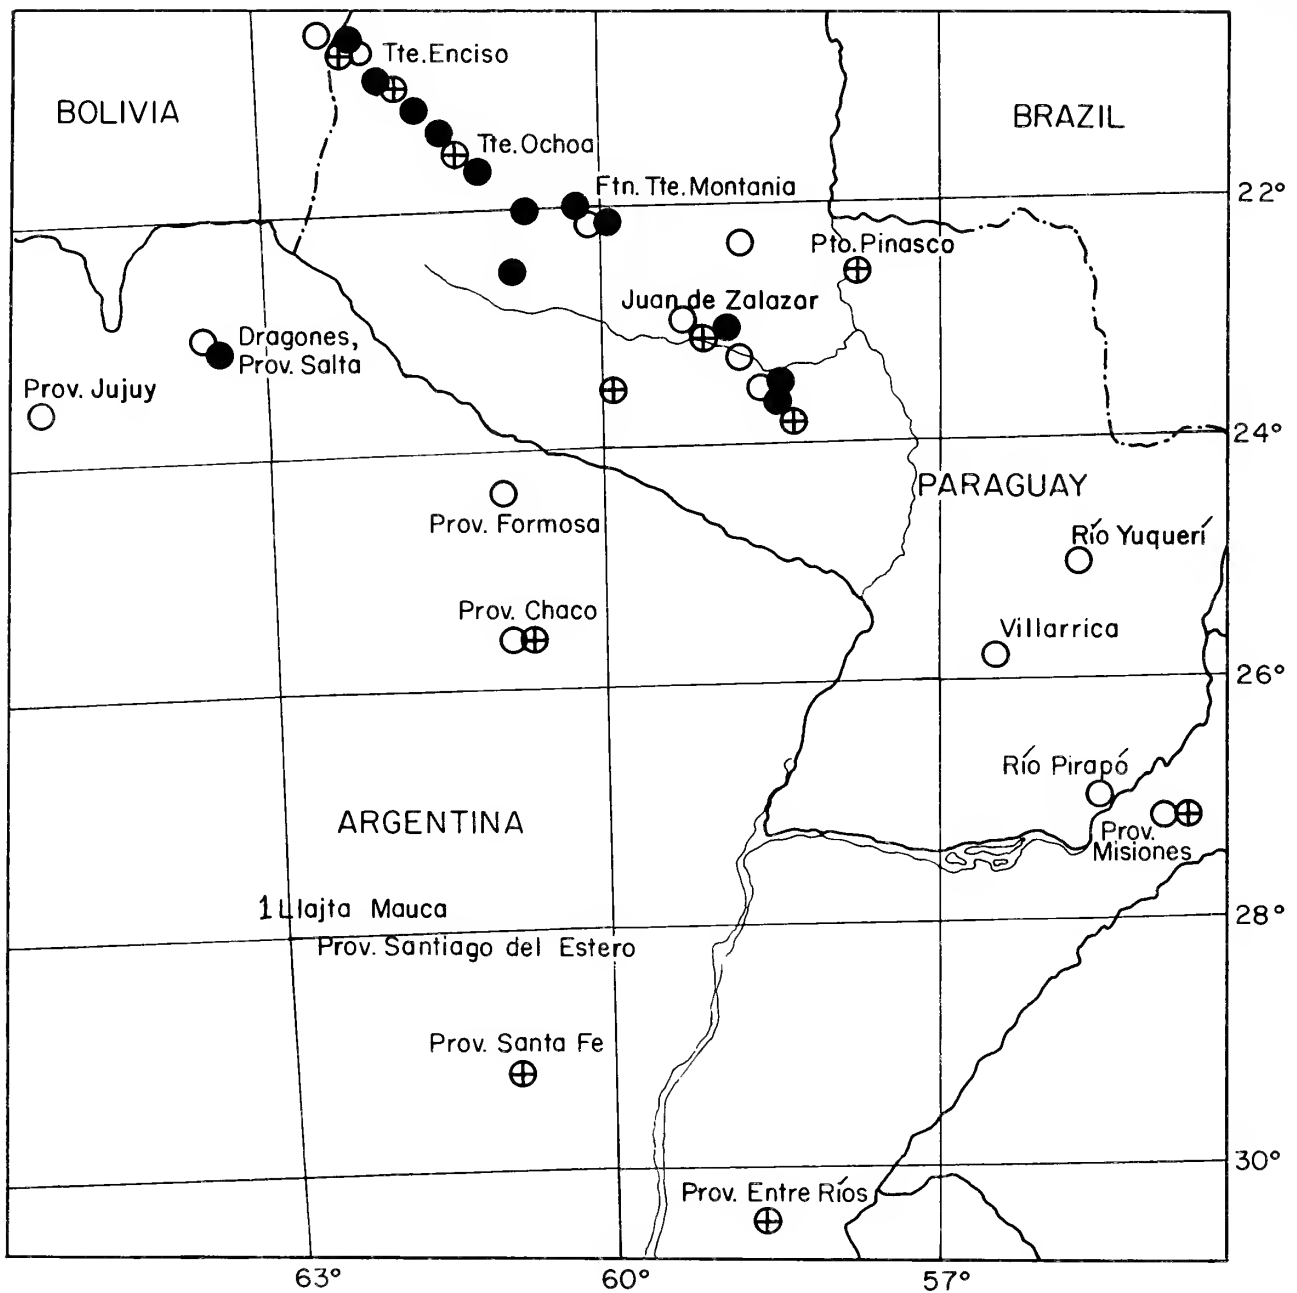 Tte. Enciso
BOLIVIA
BRAZIL
Tte. Ochoa
Ftn. Tte. Montania
22°
Pto. Pinasco
Juan de Zalazar
Dragones,
Prov. Salta
Prov. Jujuy
24°
PARAGUAY
Prov. Formosa
Río Yuquerí
Prov. Chaco
Villarrica
26°
Río Pirapó
ARGENTINA
Prov.
Misiones
1 Llajta Mauca
28°
Prov. Santiago del Estero
Prov. Santa Fe
30°
Prov. Entre Ríos
63°
60°
57°